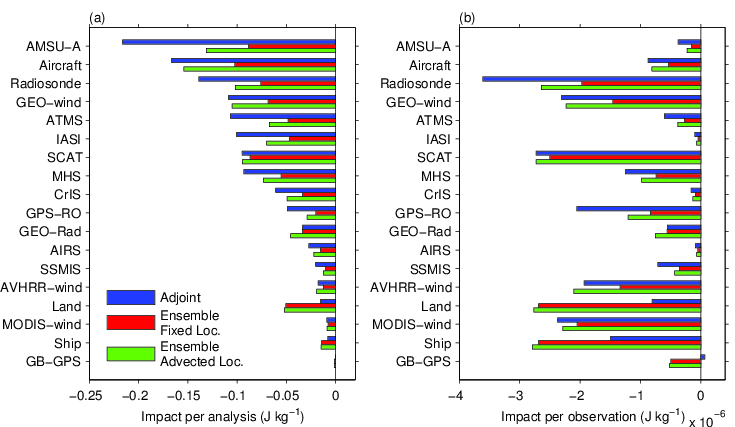 (a)
AMSU−A
Aircraft
Radiosonde
GEO−wind
ATMS
IASI
SCAT
MHS
CrIS
GPS−RO
GEO−Rad
AIRS
SSMIS
AVHRR−wind
Land
MODIS−wind
Ship
GB−GPS
Adjoint
Ensemble
Fixed Loc.
Ensemble
Advected Loc.
−0.25 −0.2 −0.15 −0.1 −0.05 0
Impact per analysis (J kg−1)
(b)
AMSU−A
Aircraft
Radiosonde
GEO−wind
ATMS
IASI
SCAT
MHS
CrIS
GPS−RO
GEO−Rad
AIRS
SSMIS
AVHRR−wind
Land
MODIS−wind
Ship
GB−GPS
−4 −3 −2 −1 0
Impact per observation (J kg−1)
x 10−6